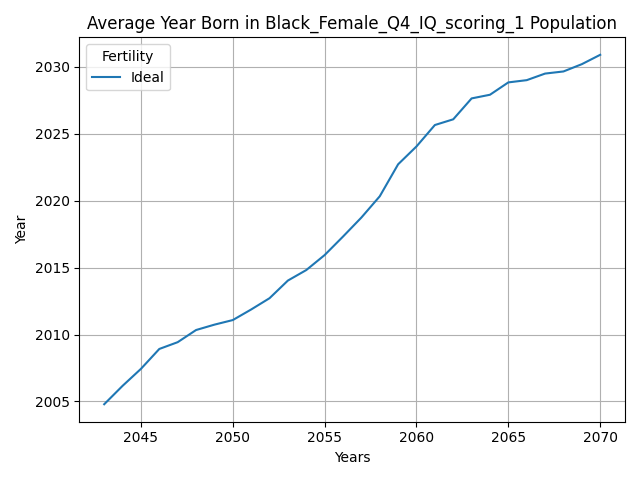 Average Year Born in Black_Female_Q4_IQ_scoring_1 Population
Fertility
Ideal
2030
2025
2020
2015
2010
2005
Year
2045 2050 2055 2060 2065 2070
Years